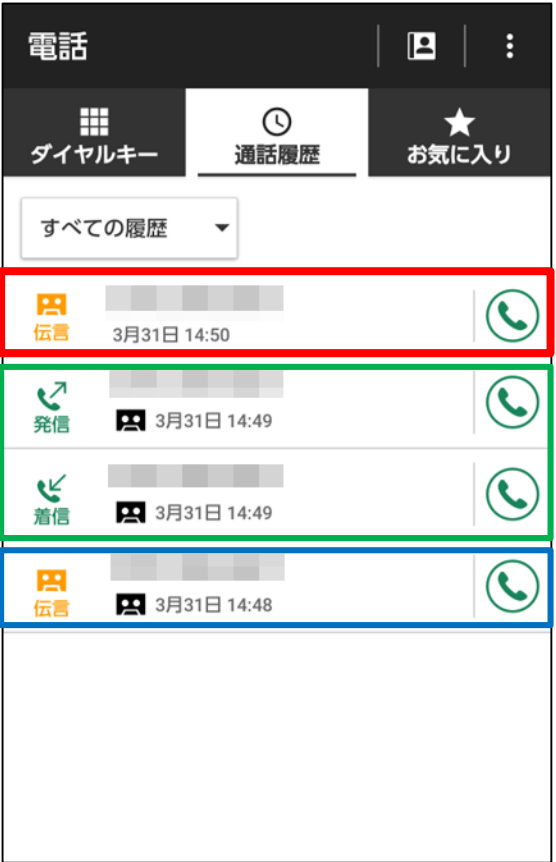 電話
ダイヤルキー 通話履歴 お気に入り
すべての履歴
伝言
3月31日 14:50
発信
3月31日 14:49
着信
3月31日 14:49
伝言
3月31日 14:48